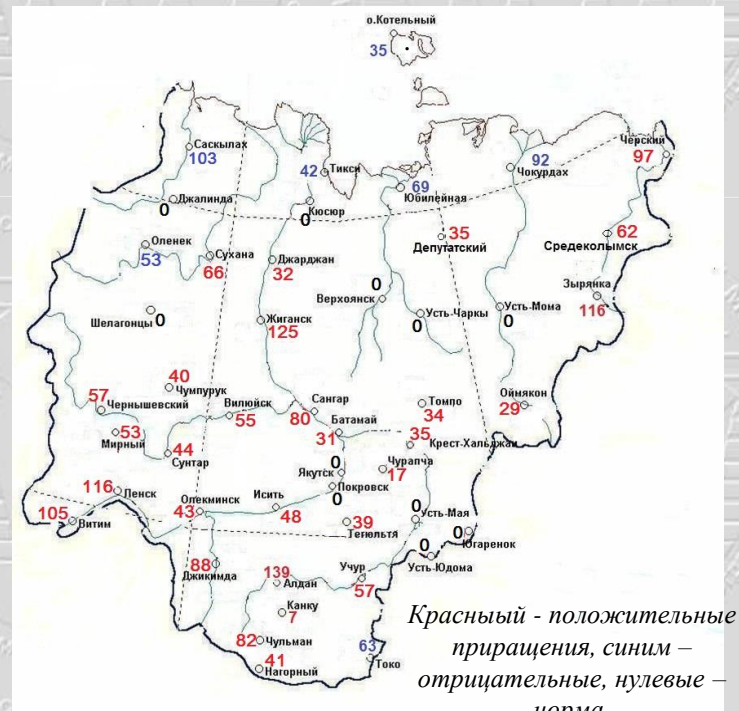 о.Котельный
35
Саскылах
103
42
Тикси
69
Юбилейная
92
Чокурдах
Черский
97
0
Джалинда
0
Кюсюр
Оленек
53
Сухана
66
Джарджан
32
35
Депутатский
62
Средеколымск
Зырянка
116
Шелагонцы
0
Жиганск
125
0
Верхоянск
0
Усть-Чаркы
Усть-Мома
0
40
Чумпурук
57
Чернышевский
Вилюйск
55
Сангар
80
Томпо
34
Оймякон
29
53
Мирный
44
Сунтар
Батамай
31
35
Крест-Хальджай
Чурапча
17
0
Якутск
Покровск
0
116
Ленск
105
Витим
Олекминск
43
Исить
48
39
Тегюльтя
0
Усть-Мая
0
Югаренок
0
Усть-Юдома
88
Джикимда
139
Алдан
Учур
57
Канку
7
82
Чульман
41
Нагорный
63
Токо
Красныый - положительные
приращения, синим –
отрицательные, нулевые –
норма